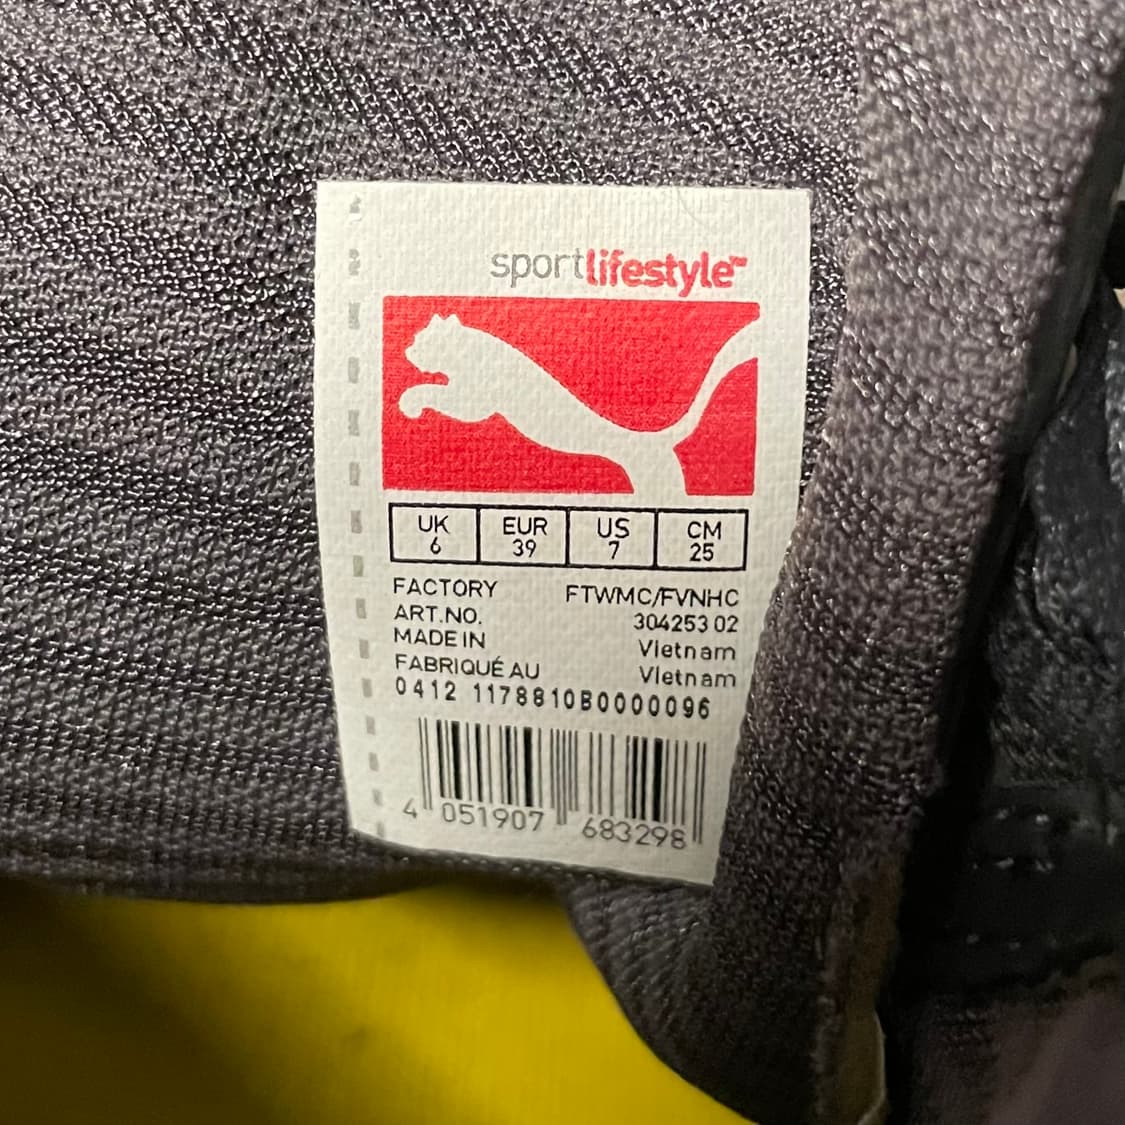 sportlifestyle™
UK EUR US CM
6 39 7 25
FACTORY FTWMC/FVNHC
ART.NO. 304253 02
MADE IN Vietnam
FABRIQUÉ AU Vietnam
0412 1178810B0000096
4 051907 683298